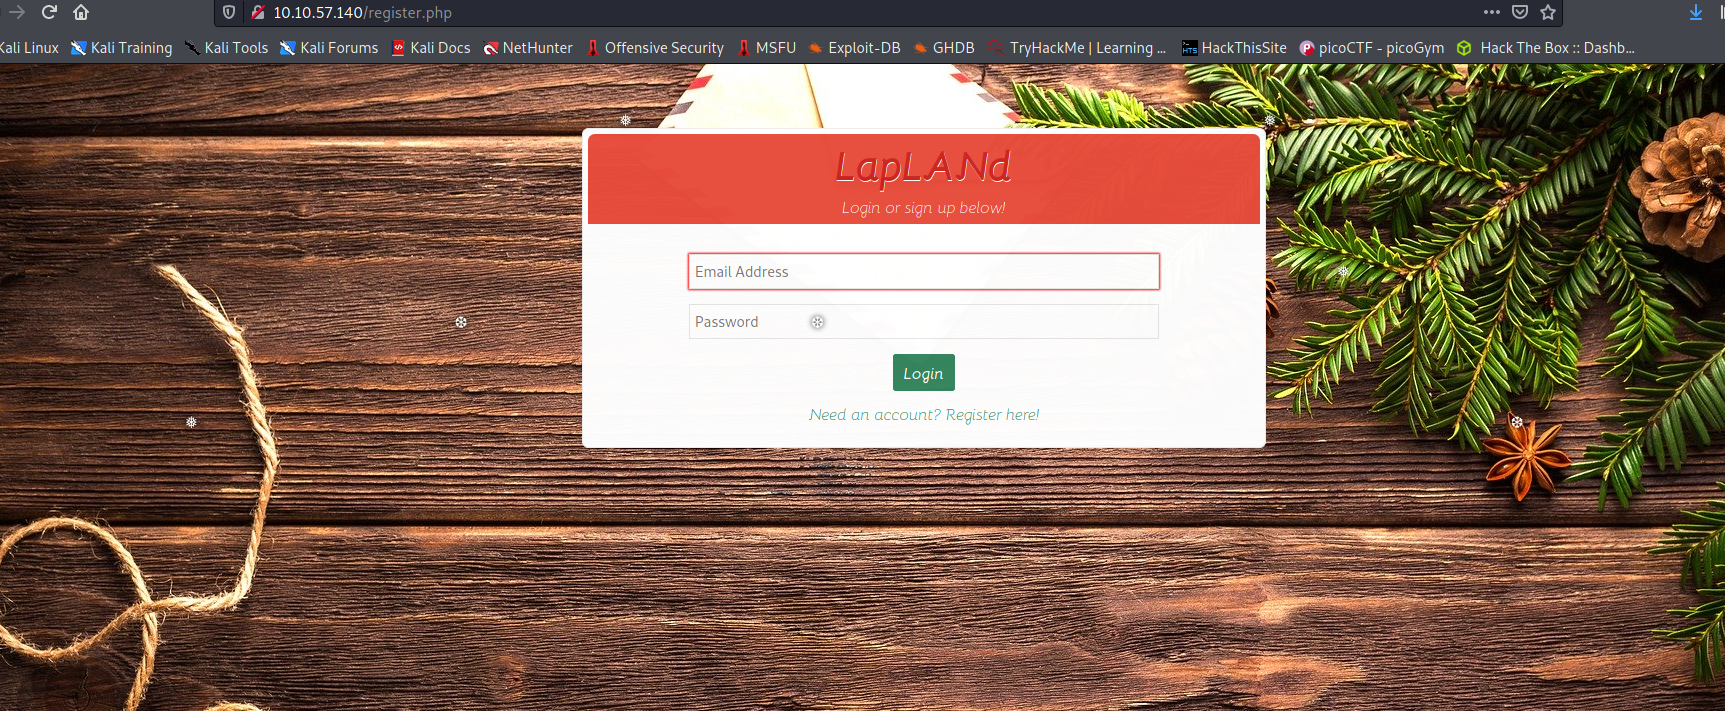 10.10.57.140/register.php
Kali Linux Kali Training Kali Tools Kali Forums Kali Docs NetHunter Offensive Security MSFU Exploit-DB GHDB TryHackMe | Learning ... HackThisSite picoCTF - picoGym Hack The Box :: Dashb...
LapLANd
Login or sign up below!
Email Address
Password
Login
Need an account? Register here!